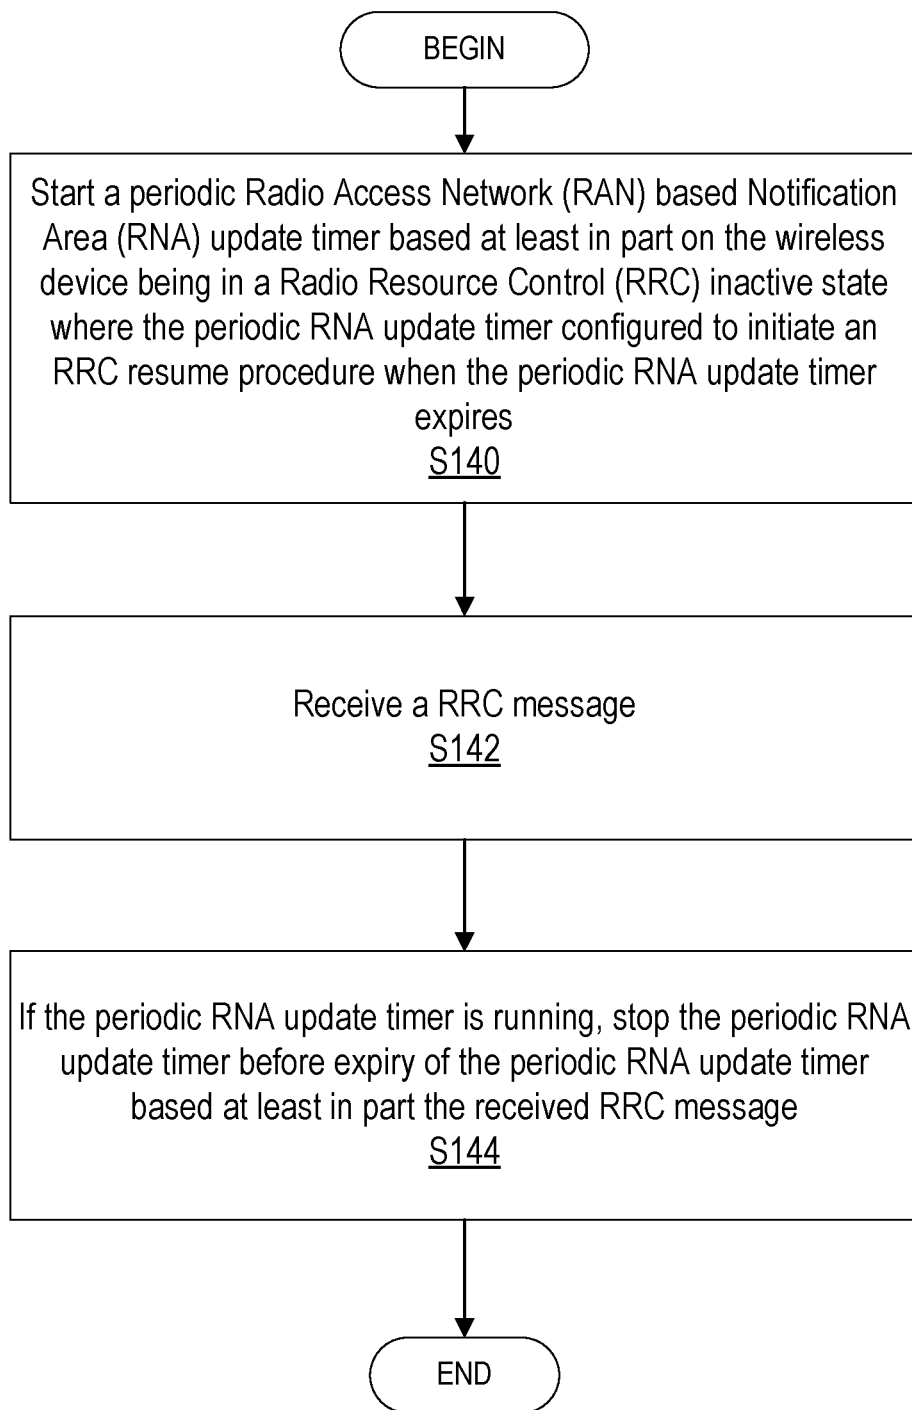 BEGIN
Start a periodic Radio Access Network (RAN) based Notification
Area (RNA) update timer based at least in part on the wireless
device being in a Radio Resource Control (RRC) inactive state
where the periodic RNA update timer configured to initiate an
RRC resume procedure when the periodic RNA update timer
expires
S140
Receive a RRC message
S142
If the periodic RNA update timer is running, stop the periodic RNA
update timer before expiry of the periodic RNA update timer
based at least in part the received RRC message
S144
END